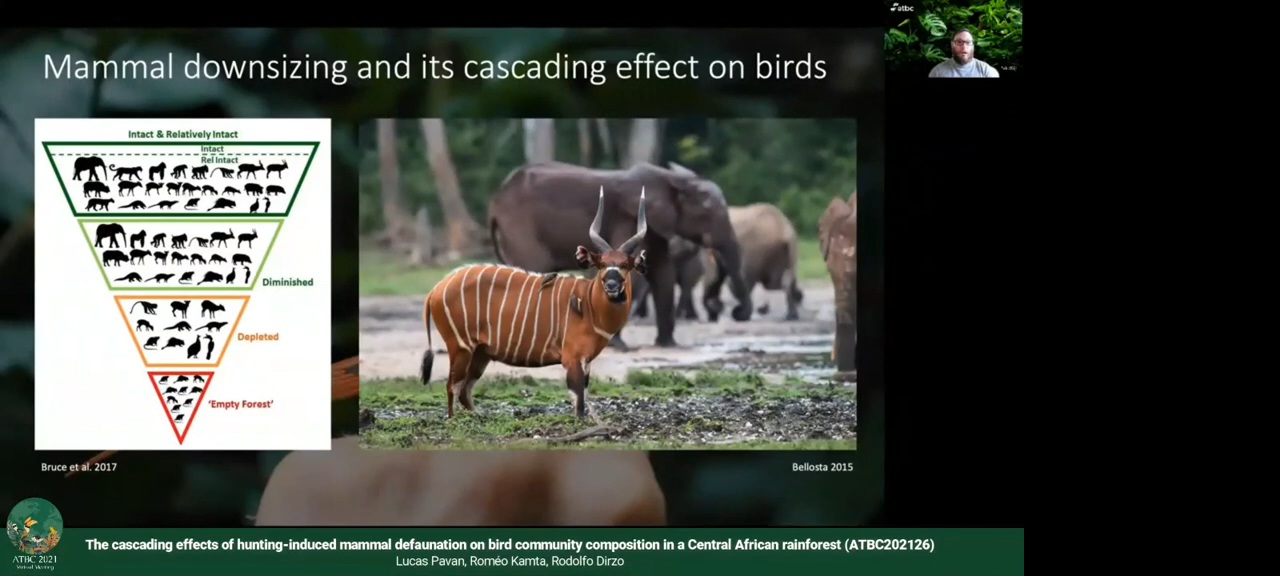 atbc
Mammal downsizing and its cascading effect on birds
Intact & Relatively Intact
Intact
Rel Intact
Diminished
Depleted
'Empty Forest'
Bruce et al. 2017
Bellosta 2015
ATBC 2021
Virtual Meeting
The cascading effects of hunting-induced mammal defaunation on bird community composition in a Central African rainforest (ATBC202126)
Lucas Pavan, Roméo Kamta, Rodolfo Dirzo